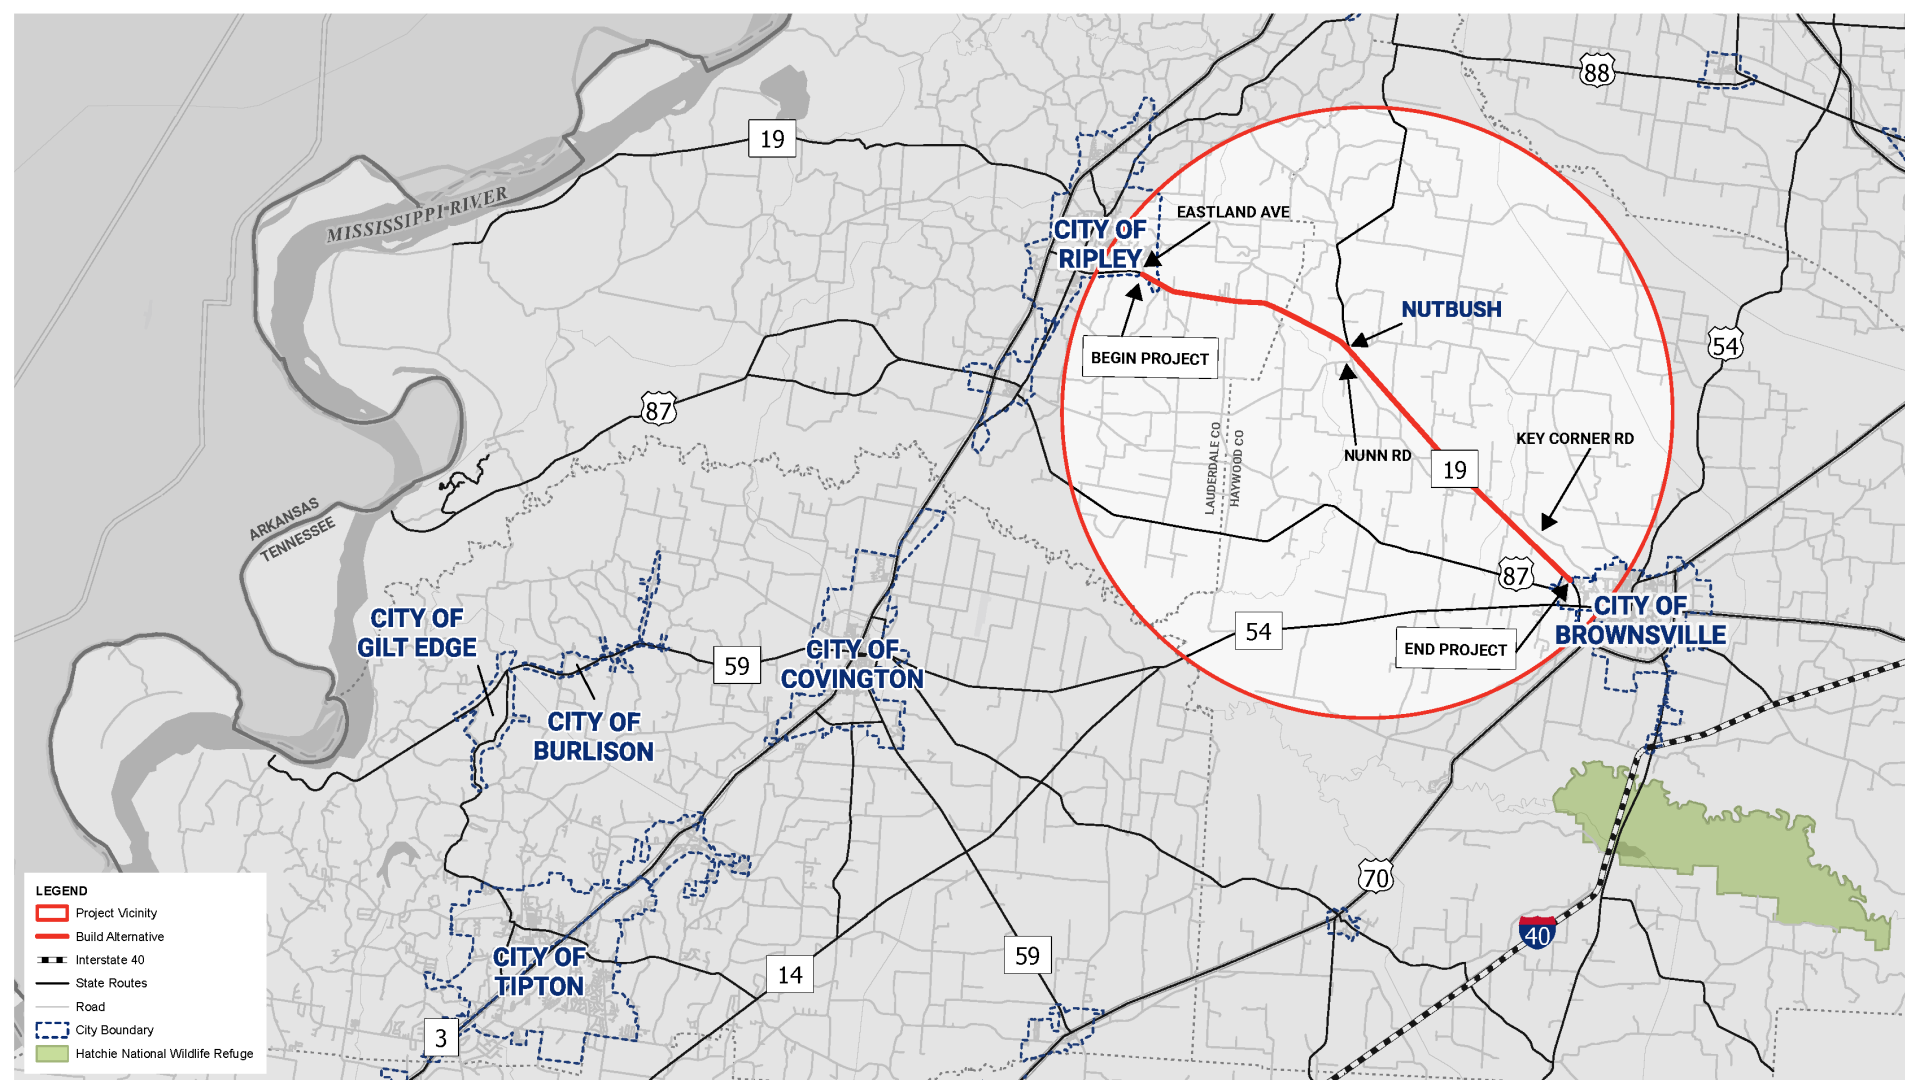 88
19
MISSISSIPPI RIVER
EASTLAND AVE
CITY OF
RIPLEY
NUTBUSH
54
BEGIN PROJECT
87
KEY CORNER RD
NUNN RD
19
LAUDERDALE CO
HAYWOOD CO
ARKANSAS
TENNESSEE
87
CITY OF
GILT EDGE
CITY OF
BROWNSVILLE
54
END PROJECT
59
CITY OF
COVINGTON
CITY OF
BURLISON
70
40
59
14
CITY OF
TIPTON
3
LEGEND
Project Vicinity
Build Alternative
Interstate 40
State Routes
Road
City Boundary
Hatchie National Wildlife Refuge